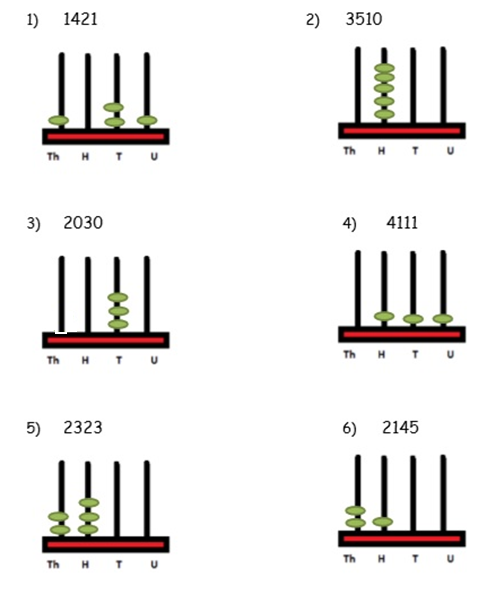 1) 1421
2) 3510
Th H T U
Th H T U
3) 2030
4) 4111
Th H T U
Th H T U
5) 2323
6) 2145
Th H T U
Th H T U